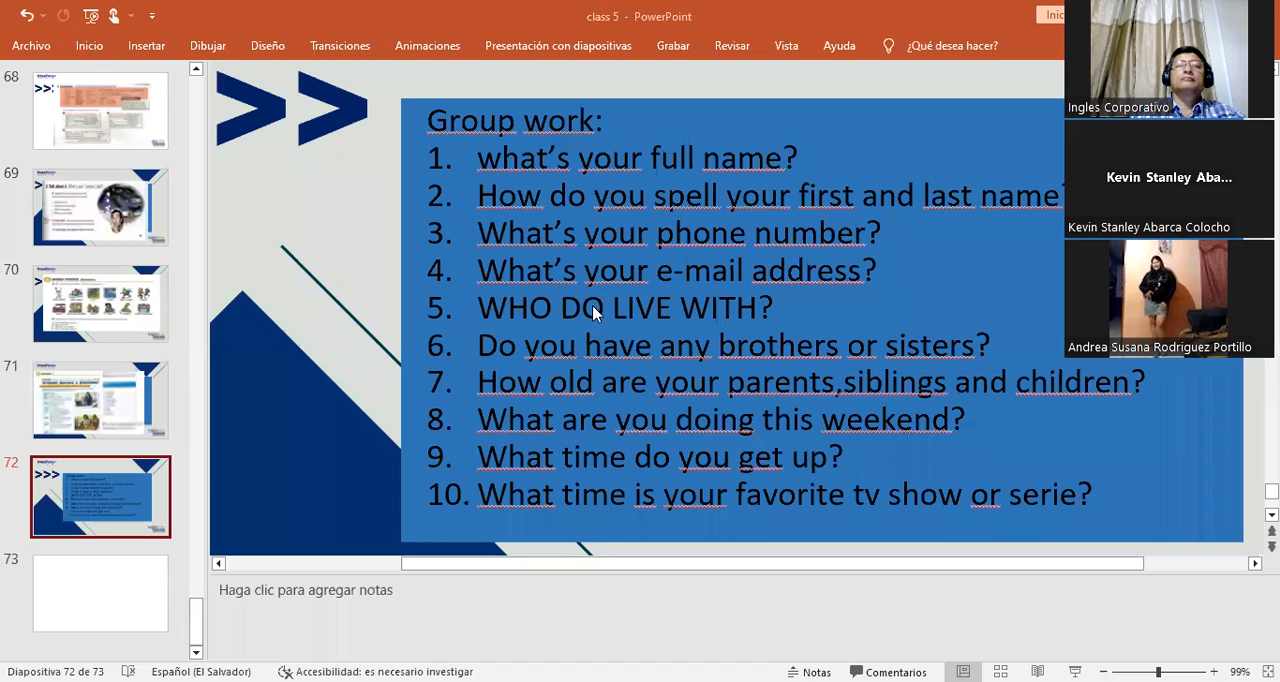 class 5 - PowerPoint
Inic
Archivo Inicio Insertar Dibujar Diseño Transiciones Animaciones Presentación con diapositivas Grabar Revisar Vista Ayuda ¿Qué desea hacer?
68
69
70
71
72
73
>>
Group work:
1. what's your full name?
2. How do you spell your first and last name?
3. What's your phone number?
4. What's your e-mail address?
5. WHO DO LIVE WITH?
6. Do you have any brothers or sisters?
7. How old are your parents,siblings and children?
8. What are you doing this weekend?
9. What time do you get up?
10. What time is your favorite tv show or serie?
Ingles Corporativo
Kevin Stanley Aba...
Kevin Stanley Abarca Colocho
Andrea Susana Rodriguez Portillo
Haga clic para agregar notas
Diapositiva 72 de 73 Español (El Salvador) Accesibilidad: es necesario investigar Notas Comentarios 99%